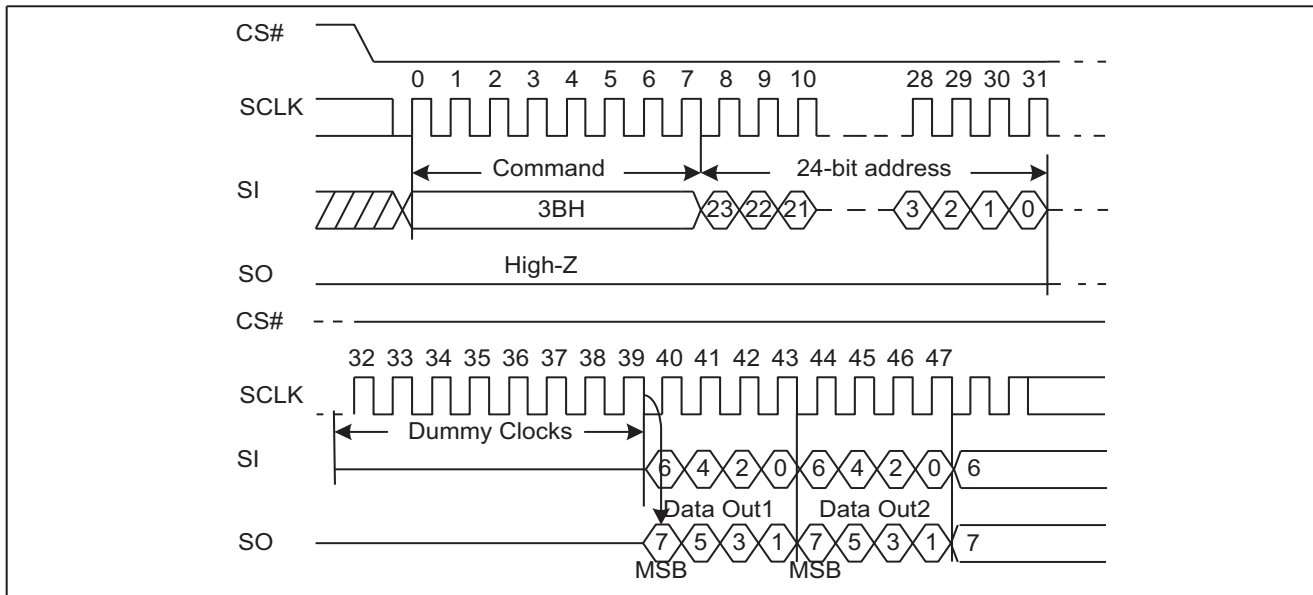 CS#
0 1 2 3 4 5 6 7 8 9 10 28 29 30 31
SCLK
Command 24-bit address
SI
3BH 23 22 21 3 2 1 0
High-Z
SO
CS#
32 33 34 35 36 37 38 39 40 41 42 43 44 45 46 47
SCLK
Dummy Clocks
SI
6 4 2 0 6 4 2 0 6
Data Out1 Data Out2
SO
7 5 3 1 7 5 3 1 7
MSB MSB